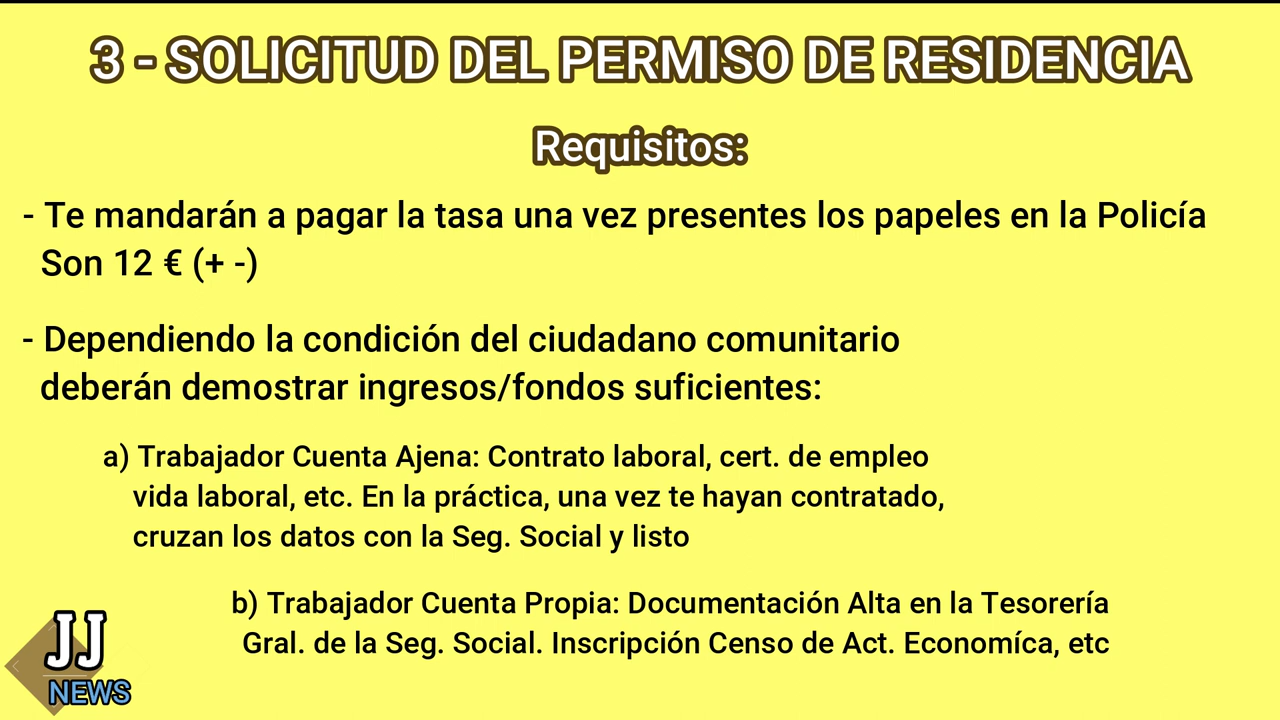 3 - SOLICITUD DEL PERMISO DE RESIDENCIA
Requisitos:
- Te mandarán a pagar la tasa una vez presentes los papeles en la Policía
Son 12 € (+ -)
- Dependiendo la condición del ciudadano comunitario
deberán demostrar ingresos/fondos suficientes:
a) Trabajador Cuenta Ajena: Contrato laboral, cert. de empleo
vida laboral, etc. En la práctica, una vez te hayan contratado,
cruzan los datos con la Seg. Social y listo
b) Trabajador Cuenta Propia: Documentación Alta en la Tesorería
Gral. de la Seg. Social. Inscripción Censo de Act. Economíca, etc
JJ
NEWS